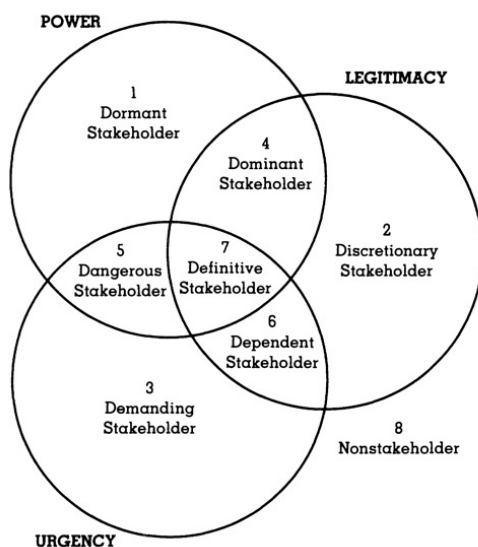 POWER
1
Dormant
Stakeholder
LEGITIMACY
4
Dominant
Stakeholder
2
Discretionary
Stakeholder
5
Dangerous
Stakeholder
7
Definitive
Stakeholder
6
Dependent
Stakeholder
3
Demanding
Stakeholder
8
Nonstakeholder
URGENCY